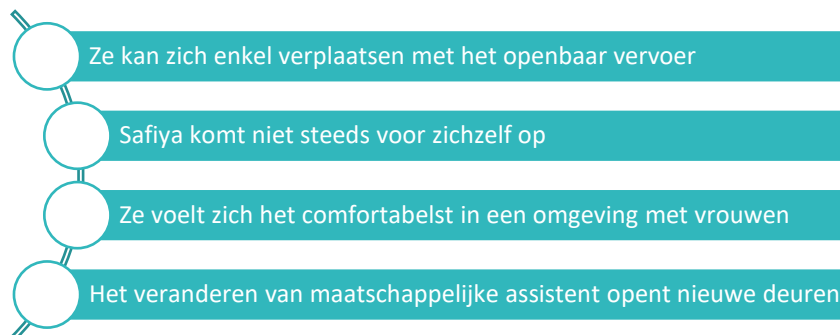 Ze kan zich enkel verplaatsen met het openbaar vervoer
Safiya komt niet steeds voor zichzelf op
Ze voelt zich het comfortabelst in een omgeving met vrouwen
Het veranderen van maatschappelijke assistent opent nieuwe deuren